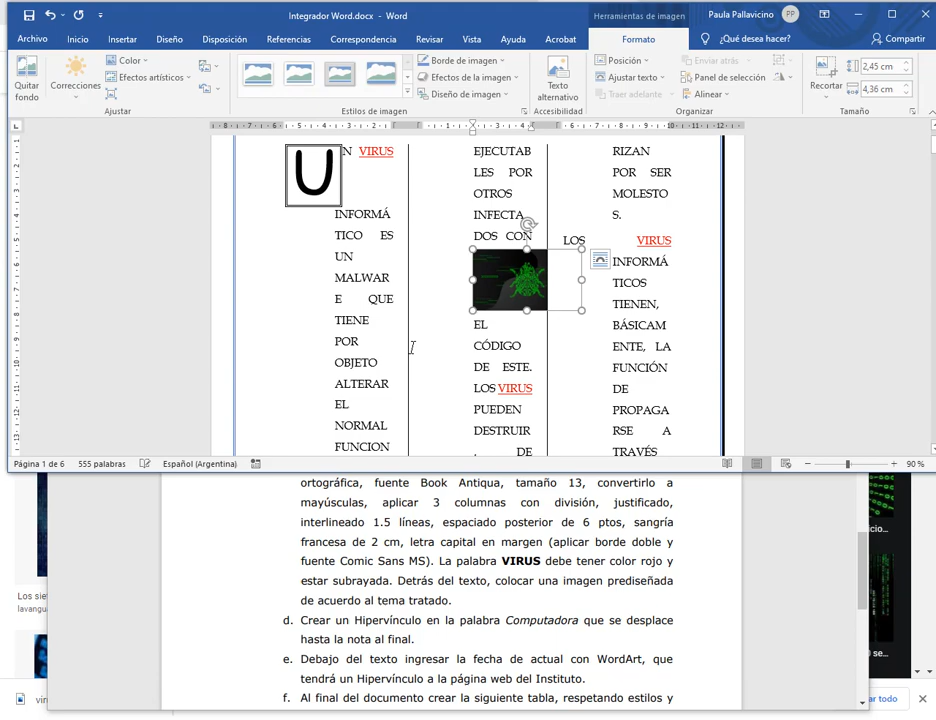 Integrador Word.docx - Word
Herramientas de imagen
Paula Pallavicino
PP
Archivo
Inicio
Insertar
Diseño
Disposición
Referencias
Correspondencia
Revisar
Vista
Ayuda
Acrobat
Formato
¿Qué desea hacer?
Compartir
Quitar fondo
Correcciones
Color
Efectos artísticos
Ajustar
Estilos de imagen
Borde de imagen
Efectos de la imagen
Diseño de imagen
Texto alternativo
Accesibilidad
Posición
Ajustar texto
Traer adelante
Enviar atrás
Panel de selección
Alinear
Organizar
Recortar
2,45 cm
4,36 cm
Tamaño
UN VIRUS
INFORMÁ
TICO ES
UN
MALWAR
E QUE
TIENE
POR
OBJETO
ALTERAR
EL
NORMAL
FUNCION
EJECUTAB
LES POR
OTROS
INFECTA
DOS CON
EL
CÓDIGO
DE ESTE.
LOS VIRUS
PUEDEN
DESTRUIR
, DE
RIZAN
POR SER
MOLESTO
S.
LOS VIRUS
INFORMÁ
TICOS
TIENEN,
BÁSICAM
ENTE, LA
FUNCIÓN
DE
PROPAGA
RSE A
TRAVÉS
Página 1 de 6
555 palabras
Español (Argentina)
90 %
ortográfica, fuente Book Antiqua, tamaño 13, convertirlo a
mayúsculas, aplicar 3 columnas con división, justificado,
interlineado 1.5 líneas, espaciado posterior de 6 ptos, sangría
francesa de 2 cm, letra capital en margen (aplicar borde doble y
fuente Comic Sans MS). La palabra VIRUS debe tener color rojo y
estar subrayada. Detrás del texto, colocar una imagen prediseñada
de acuerdo al tema tratado.
d. Crear un Hipervínculo en la palabra Computadora que se desplace
hasta la nota al final.
e. Debajo del texto ingresar la fecha de actual con WordArt, que
tendrá un Hipervínculo a la página web del Instituto.
f. Al final del documento crear la siguiente tabla, respetando estilos y
Los sie
lavangua
icio...
0] se...
viru
ar todo